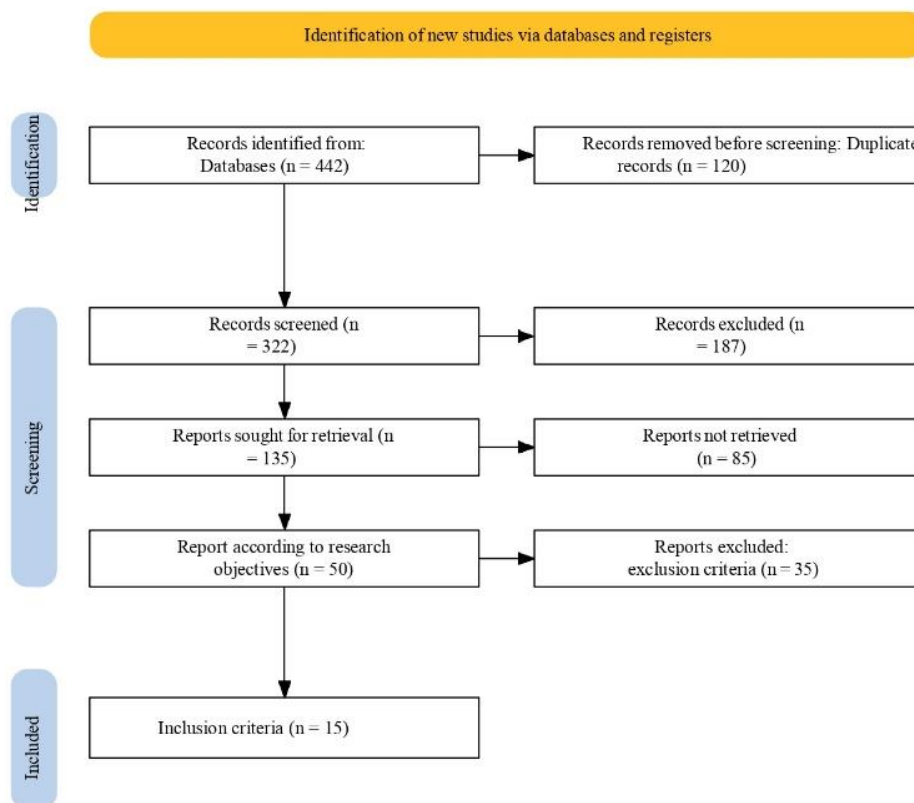 Identification of new studies via databases and registers
Identification
Records identified from:
Databases (n = 442)
Records removed before screening: Duplicate
records (n = 120)
Screening
Records screened (n
= 322)
Records excluded (n
= 187)
Reports sought for retrieval (n
= 135)
Reports not retrieved
(n = 85)
Report according to research
objectives (n = 50)
Reports excluded:
exclusion criteria (n = 35)
Included
Inclusion criteria (n = 15)